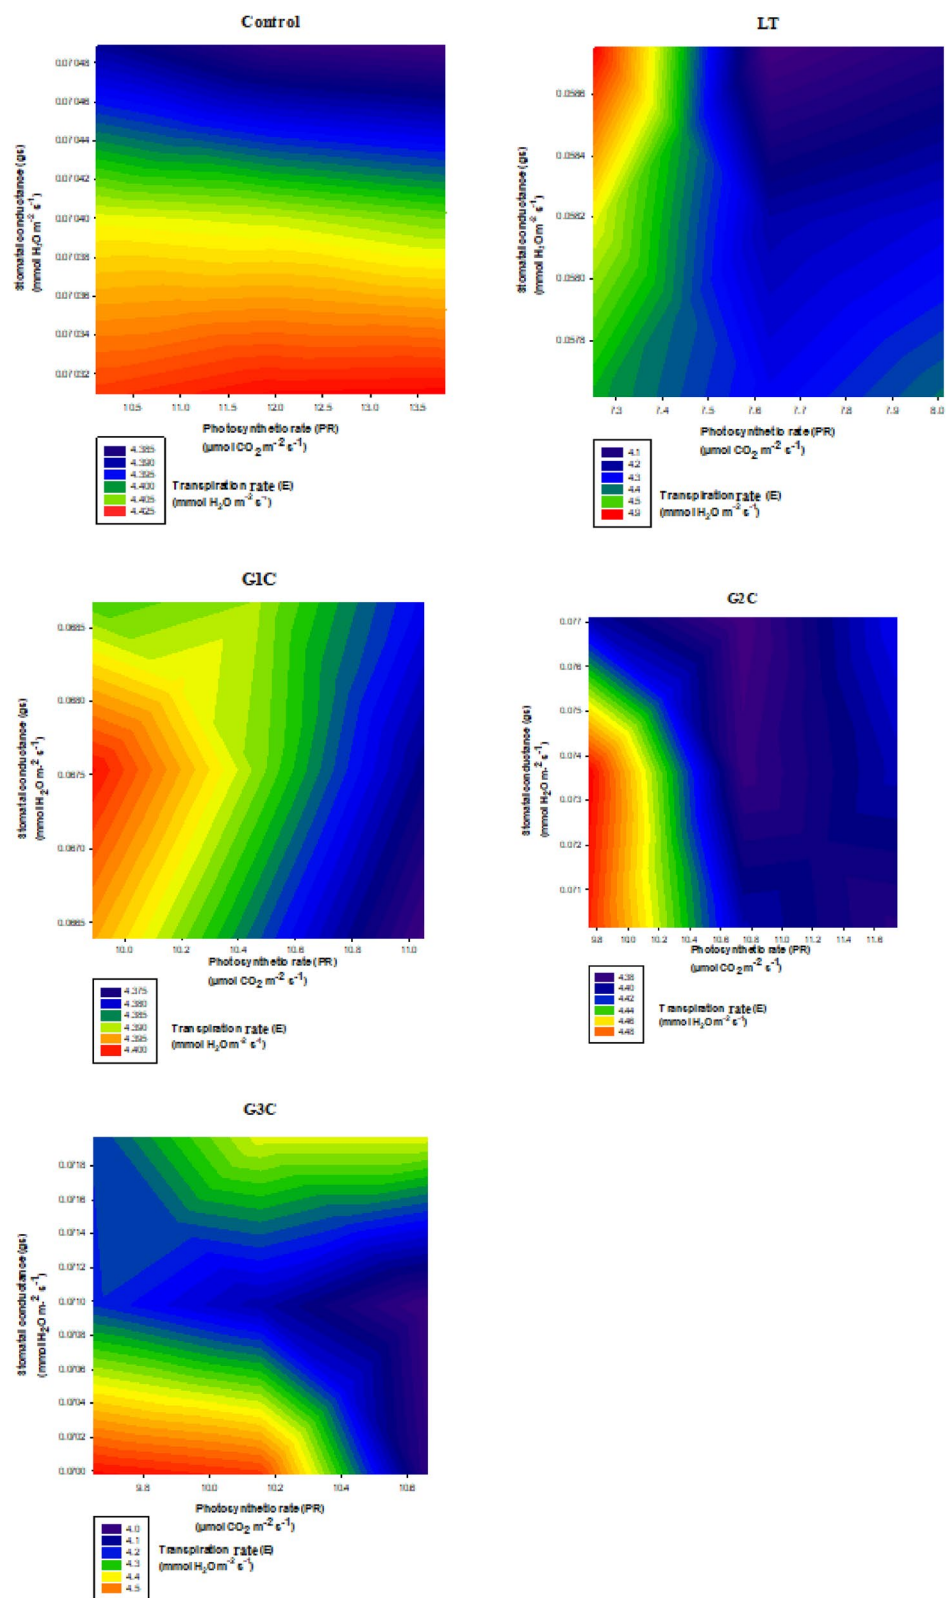 Control
0.07048
0.07046
0.07044
0.07042
0.07040
0.07038
0.07036
0.07034
0.07032
Stomatal conductance (gs)
(mmol H2O m-2 s-1)
10.5 11.0 11.5 12.0 12.5 13.0 13.5
Photosynthetic rate (PR)
(µmol CO2 m-2 s-1)
4.385
4.390
4.395
4.400
4.405
4.425
Transpiration rate (E)
(mmol H2O m-2 s-1)
LT
0.0586
0.0584
0.0582
0.0580
0.0578
Stomatal conductance (gs)
(mmol H2O m-2 s-1)
7.3 7.4 7.5 7.6 7.7 7.8 7.9 8.0
Photosynthetic rate (PR)
(µmol CO2 m-2 s-1)
4.1
4.2
4.3
4.4
4.5
4.9
Transpiration rate (E)
(mmol H2O m-2 s-1)
G1C
0.0685
0.0680
0.0675
0.0670
0.0665
Stomatal conductance (gs)
(mmol H2O m-2 s-1)
10.0 10.2 10.4 10.6 10.8 11.0
Photosynthetic rate (PR)
(µmol CO2 m-2 s-1)
4.375
4.380
4.385
4.390
4.395
4.400
Transpiration rate (E)
(mmol H2O m-2 s-1)
G2C
0.077
0.076
0.075
0.074
0.073
0.072
0.071
Stomatal conductance (gs)
(mmol H2O m-2 s-1)
9.8 10.0 10.2 10.4 10.6 10.8 11.0 11.2 11.4 11.6
Photosynthetic rate (PR)
(µmol CO2 m-2 s-1)
4.38
4.40
4.42
4.44
4.46
4.48
Transpiration rate (E)
(mmol H2O m-2 s-1)
G3C
0.0718
0.0716
0.0714
0.0712
0.0710
0.0708
0.0706
0.0704
0.0702
0.0700
Stomatal conductance (gs)
(mmol H2O m-2 s-1)
9.8 10.0 10.2 10.4 10.6
Photosynthetic rate (PR)
(µmol CO2 m-2 s-1)
4.0
4.1
4.2
4.3
4.4
4.5
Transpiration rate (E)
(mmol H2O m-2 s-1)